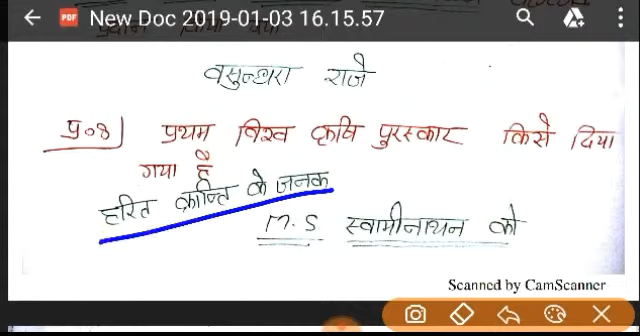 New Doc 2019-01-03 16.15.57
वसुन्धरा राजे
प्र०8 प्रथम विश्व कृषि पुरस्कार किसे दिया
गया है
हरित क्रान्ति के जनक
M.S स्वामीनाथन को
Scanned by CamScanner